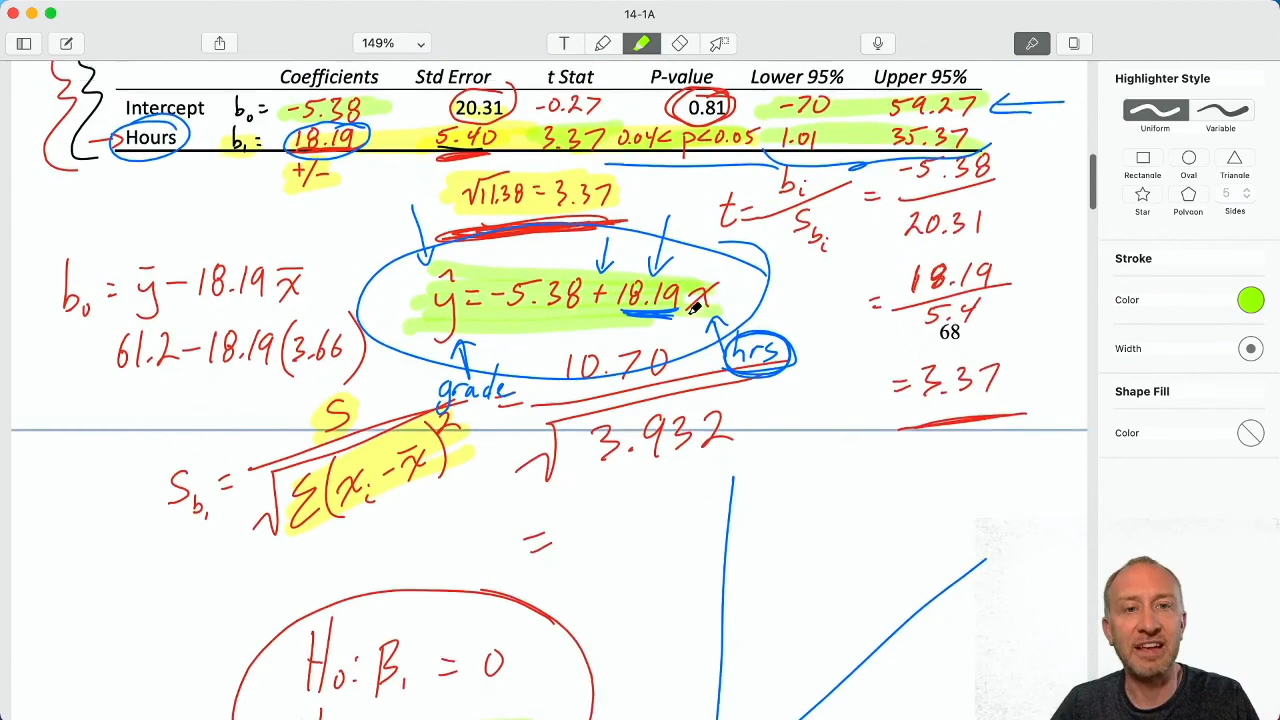 14-1A
149%
T
Highlighter Style
Uniform Variable
Rectangle Oval Triangle
Star Polygon Sides
5
Stroke
Color
Width
Shape Fill
Color
Coefficients Std Error t Stat P-value Lower 95% Upper 95%
Intercept b₀ = -5.38 20.31 -0.27 0.81 -70 59.27
Hours b₁ = 18.19 5.40 3.37 0.04< p<0.05 1.01 35.37
+/-
√11.38 = 3.37
t = bᵢ / S_bᵢ = -5.38 / 20.31
b₀ = ȳ - 18.19 x̄
ŷ = -5.38 + 18.19 x
= 18.19 / 5.4
68
61.2 - 18.19 (3.66)
grade
hrs
= 3.37
S_b₁ = S / √Σ(xᵢ - x̄)² = 10.70 / √3.932
=
H₀: β₁ = 0